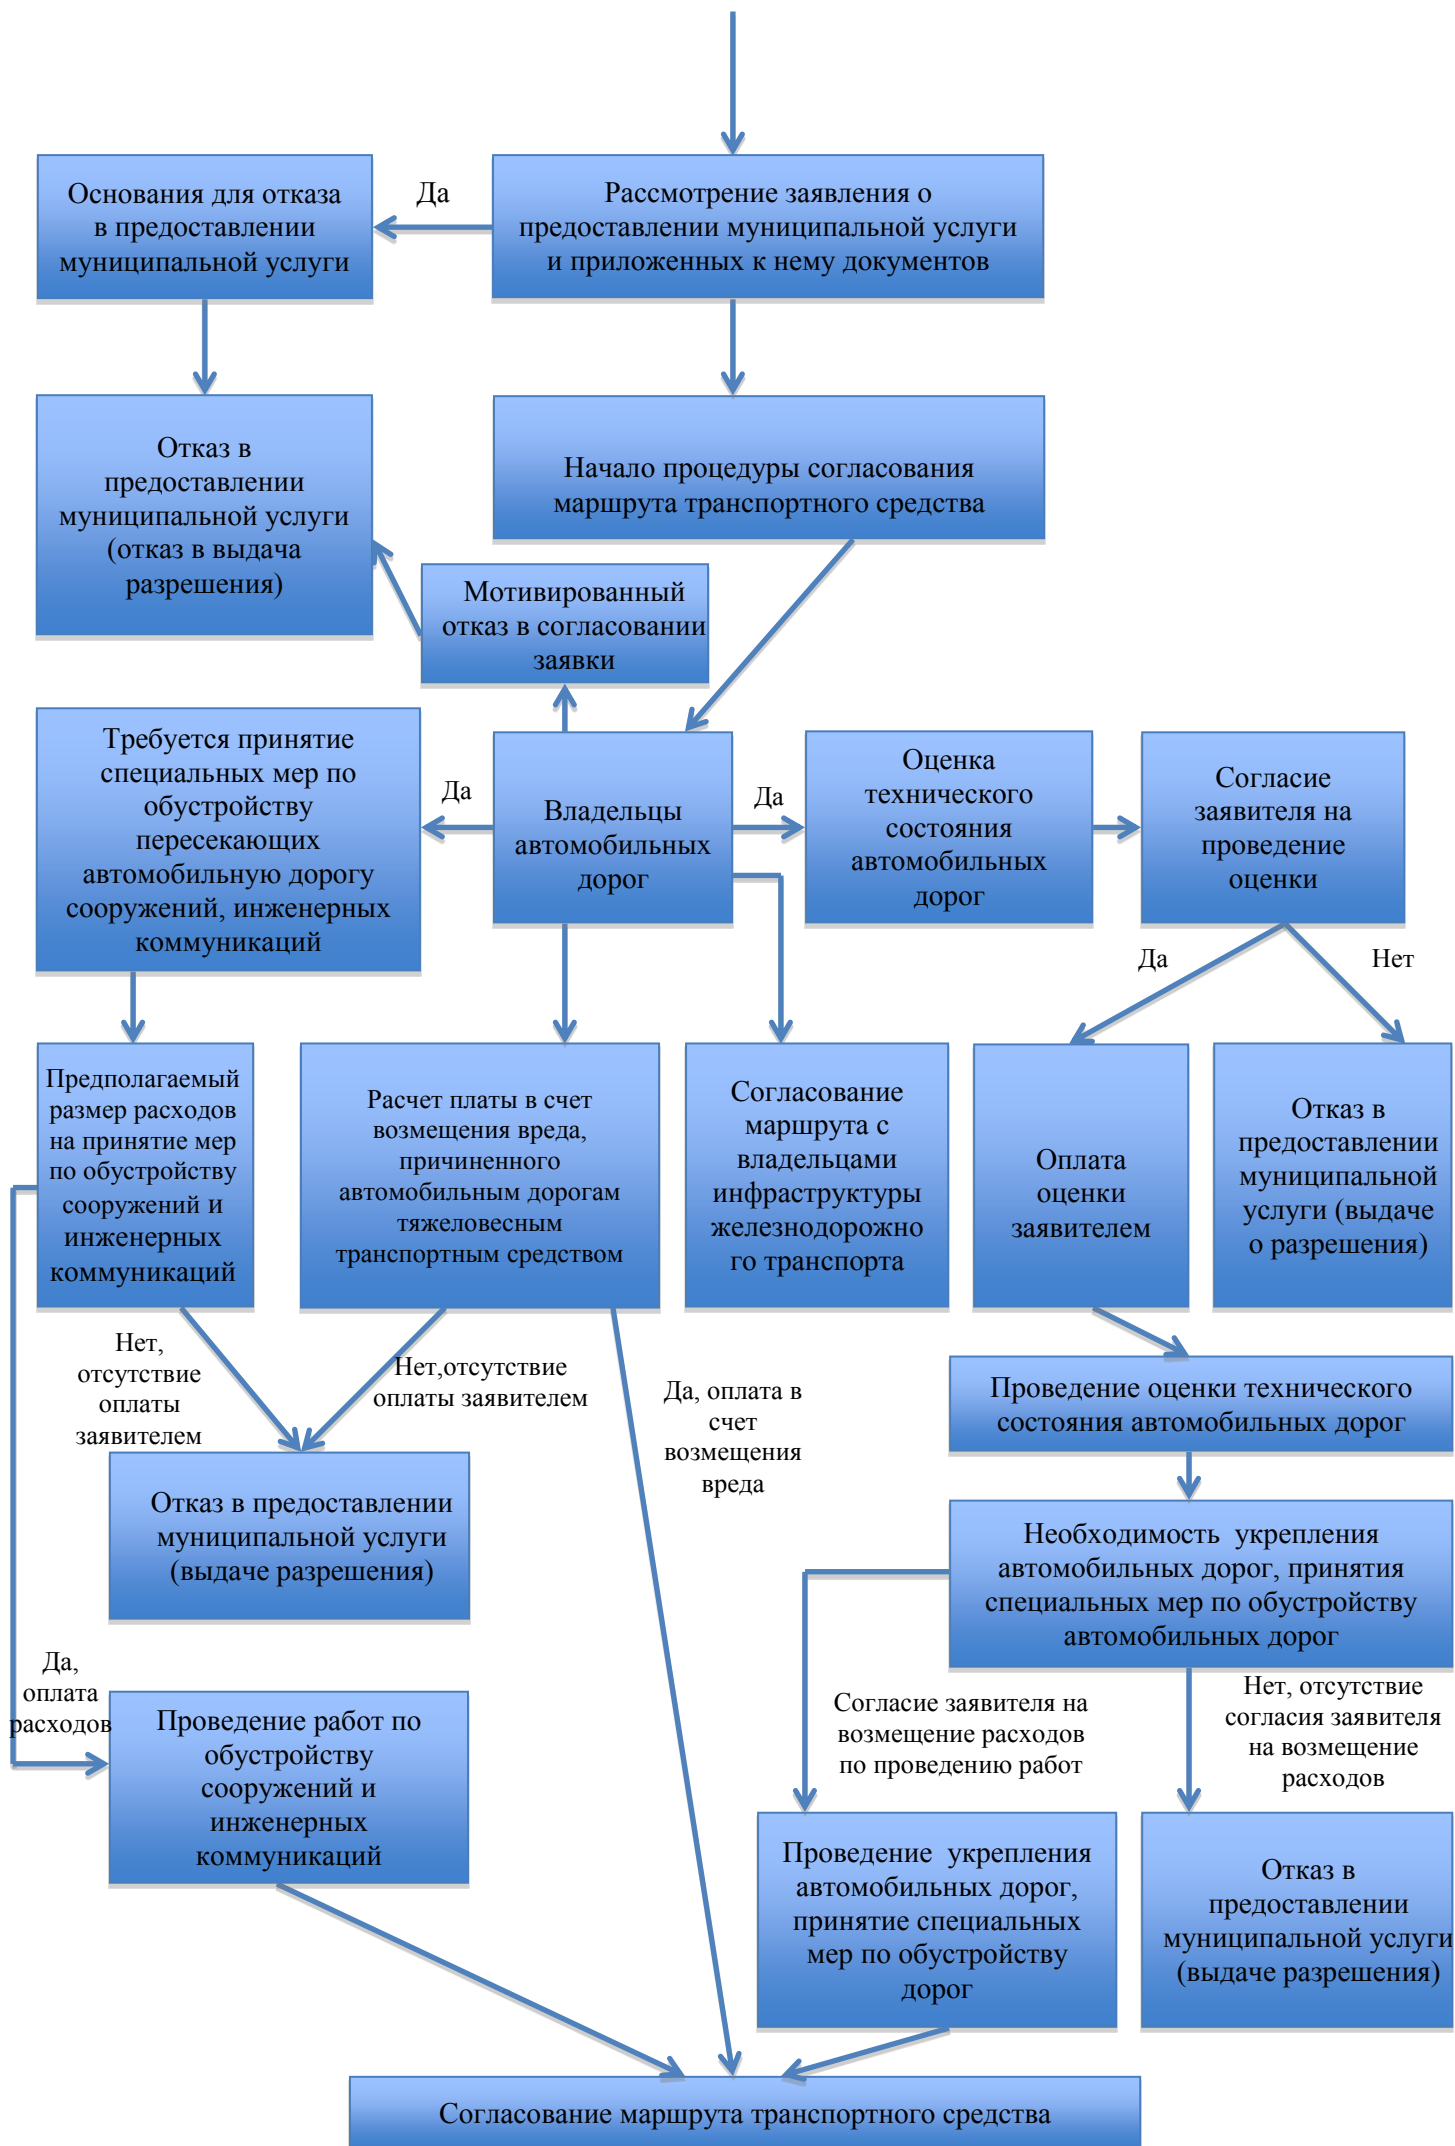 Основания для отказа
в предоставлении
муниципальной услуги
Да
Рассмотрение заявления о
предоставлении муниципальной услуги
и приложенных к нему документов
Отказ в
предоставлении
муниципальной услуги
(отказ в выдача
разрешения)
Начало процедуры согласования
маршрута транспортного средства
Мотивированный
отказ в согласовании
заявки
Требуется принятие
специальных мер по
обустройству
пересекающих
автомобильную дорогу
сооружений, инженерных
коммуникаций
Да
Владельцы
автомобильных
дорог
Да
Оценка
технического
состояния
автомобильных
дорог
Согласие
заявителя на
проведение
оценки
Да
Нет
Предполагаемый
размер расходов
на принятие мер
по обустройству
сооружений и
инженерных
коммуникаций
Расчет платы в счет
возмещения вреда,
причиненного
автомобильным дорогам
тяжеловесным
транспортным средством
Согласование
маршрута с
владельцами
инфраструктуры
железнодорожно
го транспорта
Оплата
оценки
заявителем
Отказ в
предоставлении
муниципальной
услуги (выдаче
о разрешения)
Нет,
отсутствие
оплаты
заявителем
Нет,отсутствие
оплаты заявителем
Да, оплата в
счет
возмещения
вреда
Проведение оценки технического
состояния автомобильных дорог
Отказ в предоставлении
муниципальной услуги
(выдаче разрешения)
Необходимость укрепления
автомобильных дорог, принятия
специальных мер по обустройству
автомобильных дорог
Да,
оплата
расходов
Проведение работ по
обустройству
сооружений и
инженерных
коммуникаций
Согласие заявителя на
возмещение расходов
по проведению работ
Нет, отсутствие
согласия заявителя
на возмещение
расходов
Проведение укрепления
автомобильных дорог,
принятие специальных
мер по обустройству
дорог
Отказ в
предоставлении
муниципальной услуги
(выдаче разрешения)
Согласование маршрута транспортного средства